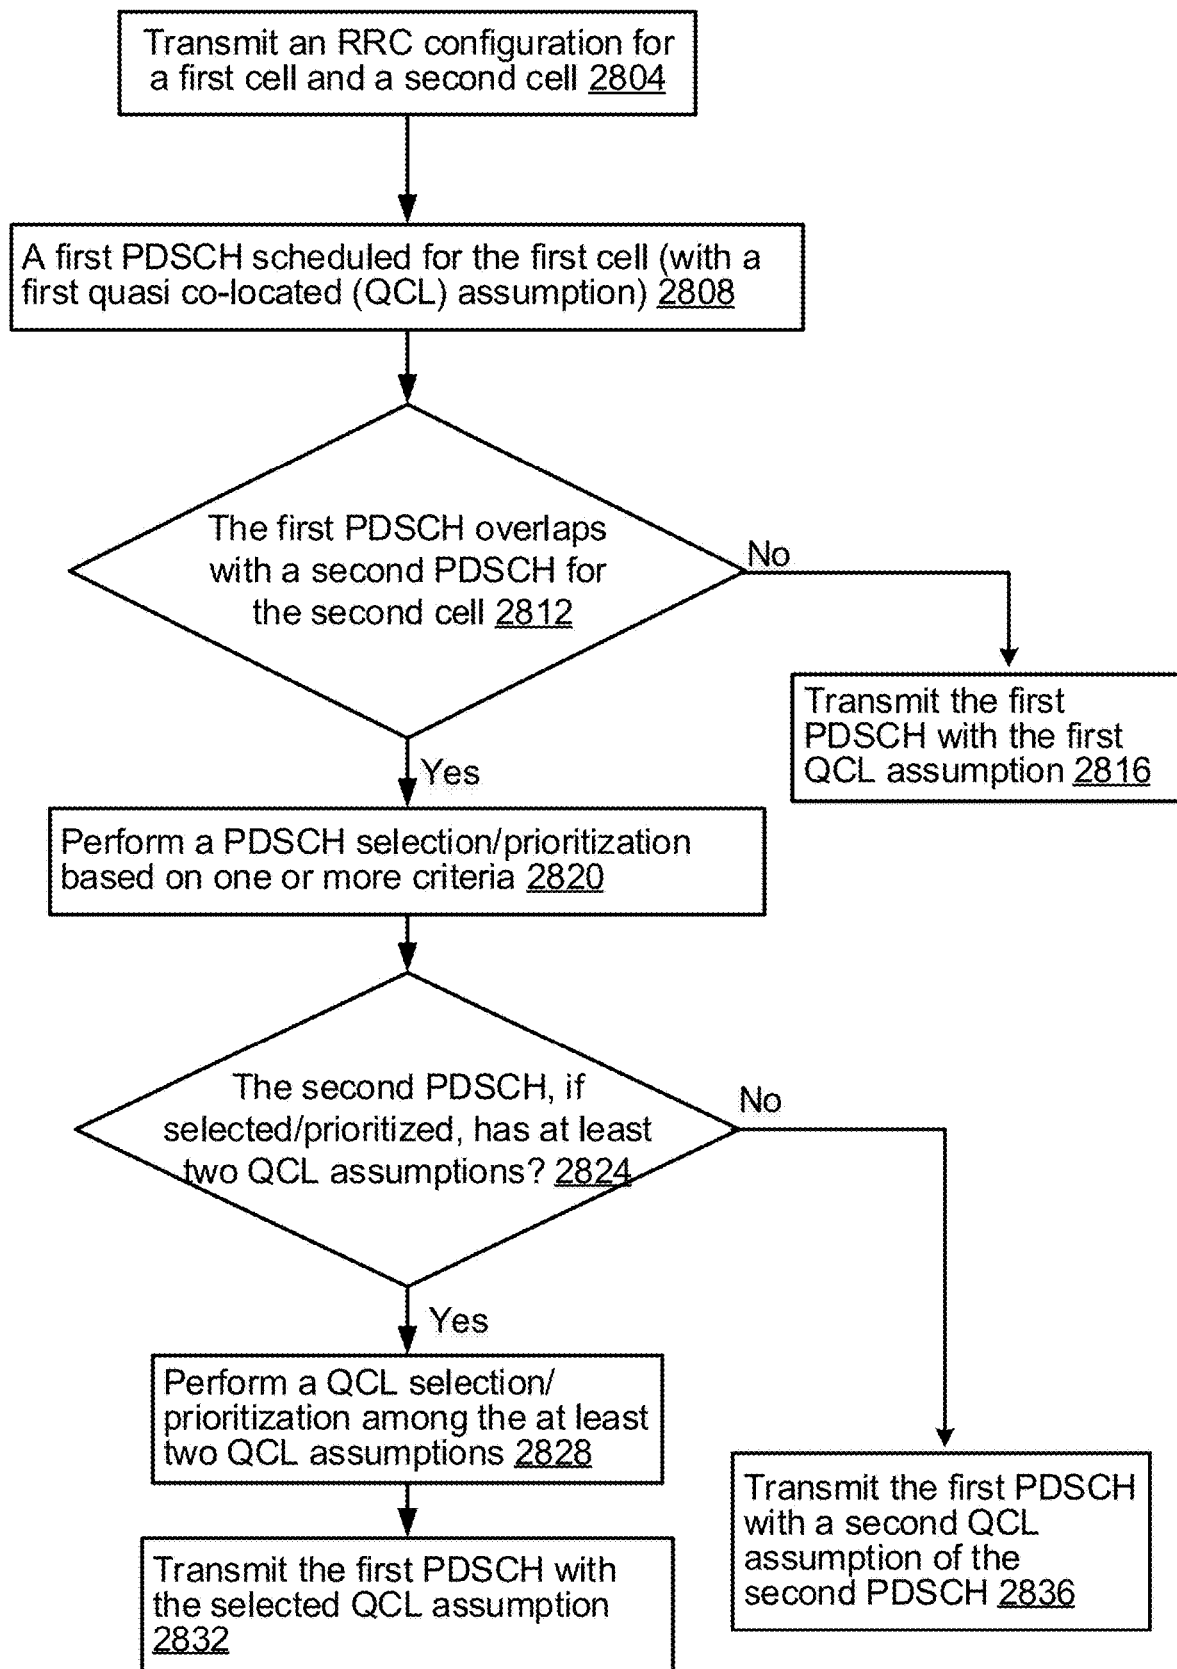 Transmit an RRC configuration for
a first cell and a second cell 2804
A first PDSCH scheduled for the first cell (with a
first quasi co-located (QCL) assumption) 2808
The first PDSCH overlaps
with a second PDSCH for
the second cell 2812
No
Transmit the first
PDSCH with the first
QCL assumption 2816
Yes
Perform a PDSCH selection/prioritization
based on one or more criteria 2820
The second PDSCH, if
selected/prioritized, has at least
two QCL assumptions? 2824
No
Yes
Perform a QCL selection/
prioritization among the at least
two QCL assumptions 2828
Transmit the first PDSCH
with a second QCL
assumption of the
second PDSCH 2836
Transmit the first PDSCH with
the selected QCL assumption
2832